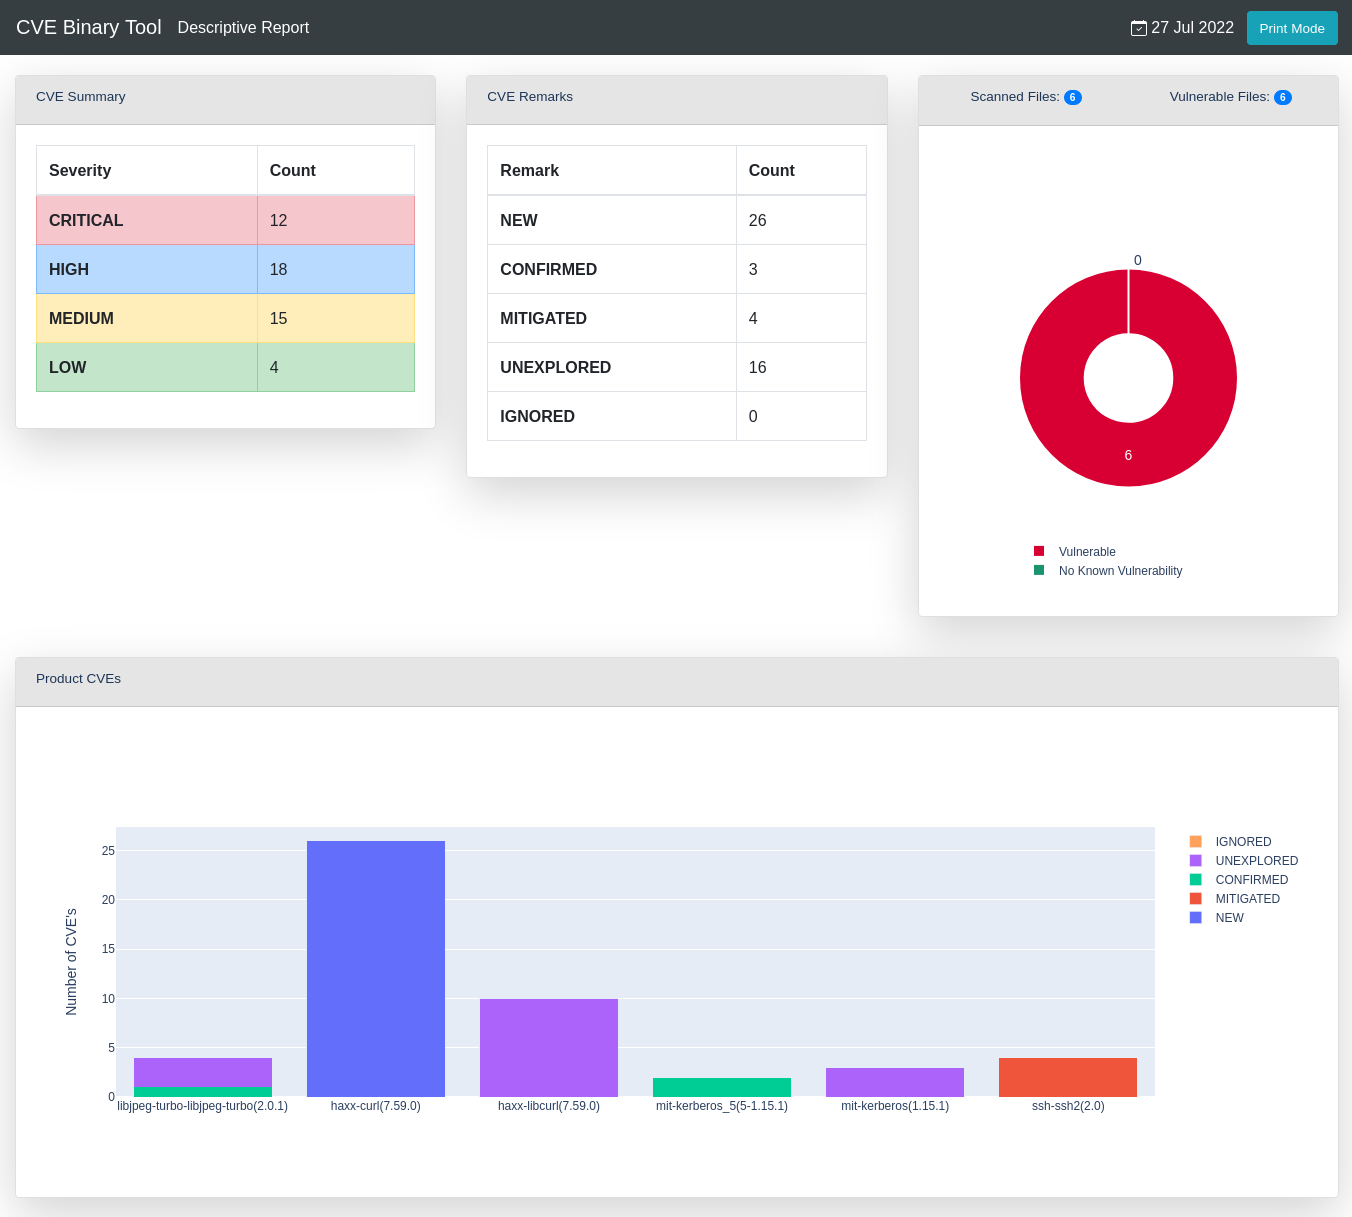 CVE Binary Tool Descriptive Report 27 Jul 2022 Print Mode
CVE Summary
Severity Count
CRITICAL 12
HIGH 18
MEDIUM 15
LOW 4
CVE Remarks
Remark Count
NEW 26
CONFIRMED 3
MITIGATED 4
UNEXPLORED 16
IGNORED 0
Scanned Files: 6 Vulnerable Files: 6
0
6
Vulnerable
No Known Vulnerability
Product CVEs
Number of CVE's
25
20
15
10
5
0
libjpeg-turbo-libjpeg-turbo(2.0.1) haxx-curl(7.59.0) haxx-libcurl(7.59.0) mit-kerberos_5(5-1.15.1) mit-kerberos(1.15.1) ssh-ssh2(2.0)
IGNORED
UNEXPLORED
CONFIRMED
MITIGATED
NEW